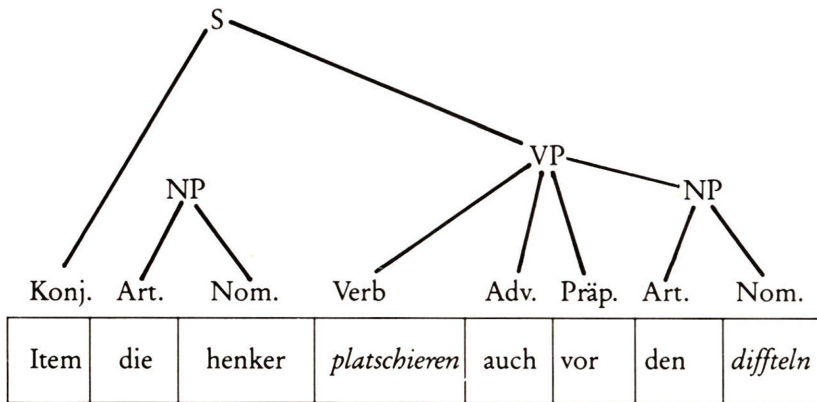 S
VP
NP NP
Konj. Art. Nom. Verb Adv. Präp. Art. Nom.
Item die henker platschieren auch vor den diffteln